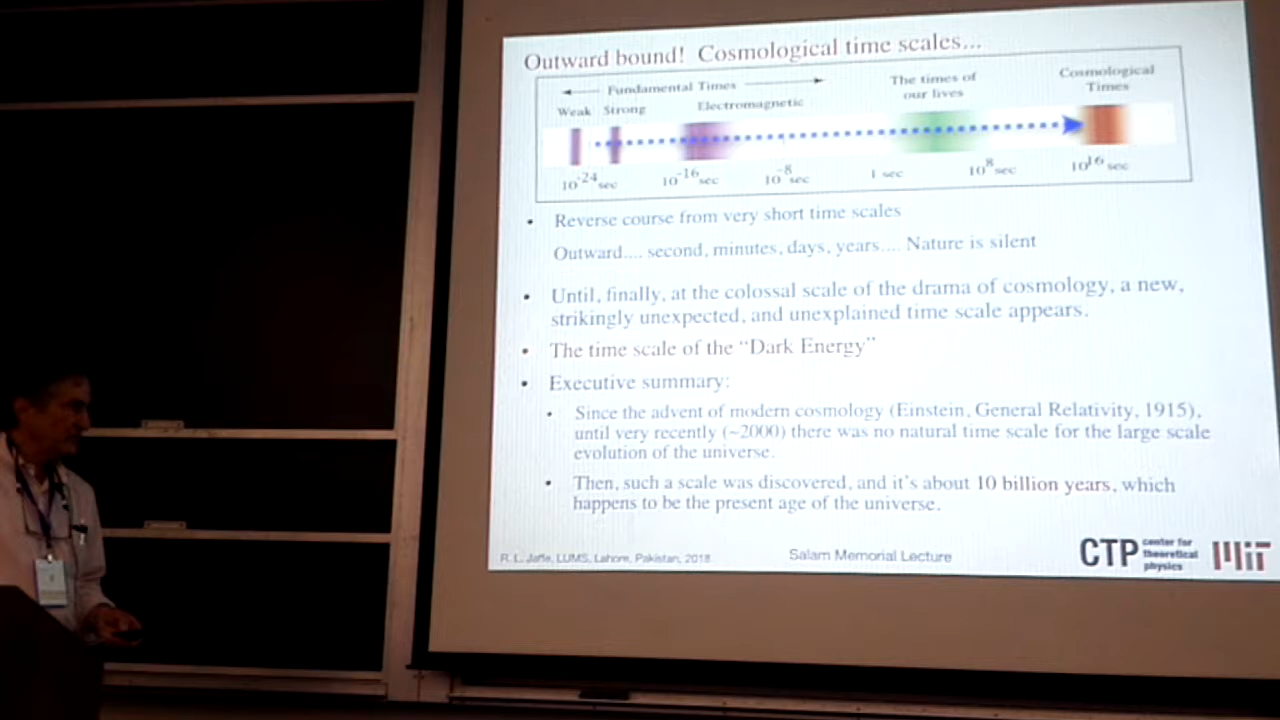 Outward bound! Cosmological time scales...
Fundamental Times
The times of
our lives
Cosmological
Times
Weak Strong Electromagnetic
10^-24 sec 10^-16 sec 10^-8 sec 1 sec 10^8 sec 10^16 sec
• Reverse course from very short time scales
Outward.... second, minutes, days, years.... Nature is silent
• Until, finally, at the colossal scale of the drama of cosmology, a new,
strikingly unexpected, and unexplained time scale appears.
• The time scale of the “Dark Energy”
• Executive summary:
• Since the advent of modern cosmology (Einstein, General Relativity, 1915),
until very recently (~2000) there was no natural time scale for the large scale
evolution of the universe.
• Then, such a scale was discovered, and it's about 10 billion years, which
happens to be the present age of the universe.
R. L. Jaffe, LUMS, Lahore, Pakistan, 2018
Salam Memorial Lecture
CTP center for
theoretical
physics
MIT